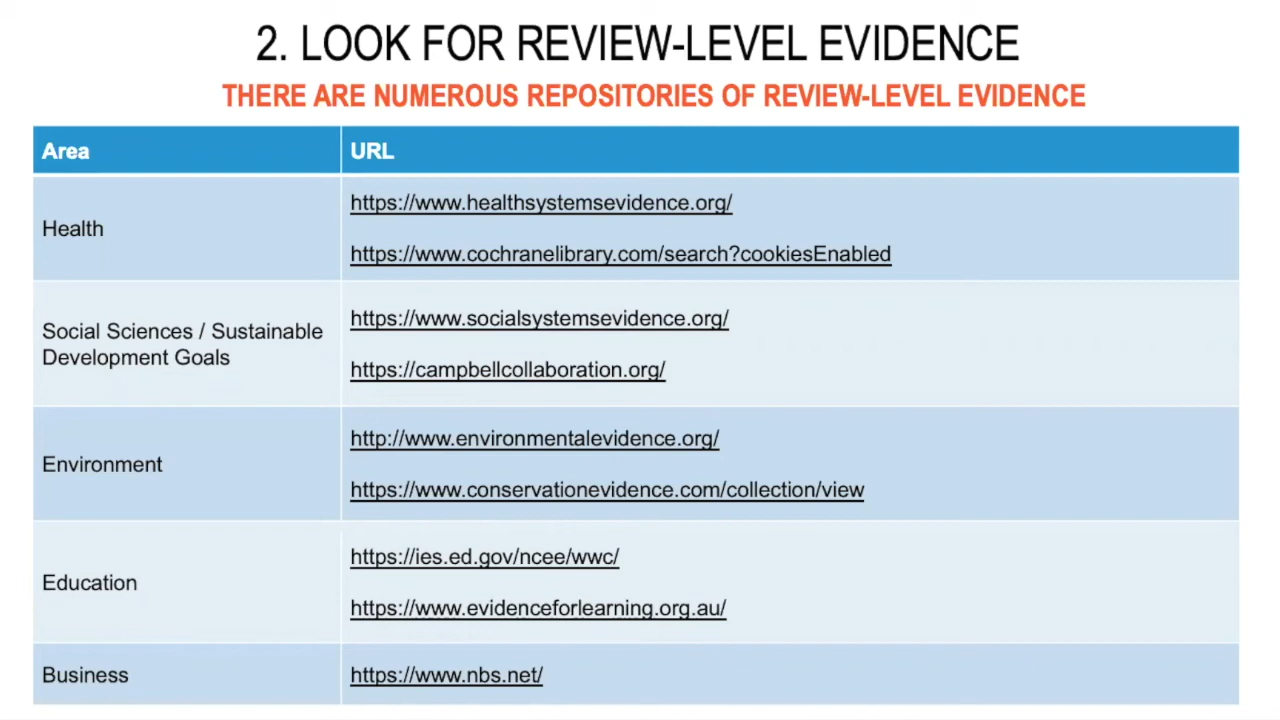 2. LOOK FOR REVIEW-LEVEL EVIDENCE
THERE ARE NUMEROUS REPOSITORIES OF REVIEW-LEVEL EVIDENCE
Area
URL
Health
https://www.healthsystemsevidence.org/
https://www.cochranelibrary.com/search?cookiesEnabled
Social Sciences / Sustainable
Development Goals
https://www.socialsystemsevidence.org/
https://campbellcollaboration.org/
Environment
http://www.environmentalevidence.org/
https://www.conservationevidence.com/collection/view
Education
https://ies.ed.gov/ncee/wwc/
https://www.evidenceforlearning.org.au/
Business
https://www.nbs.net/